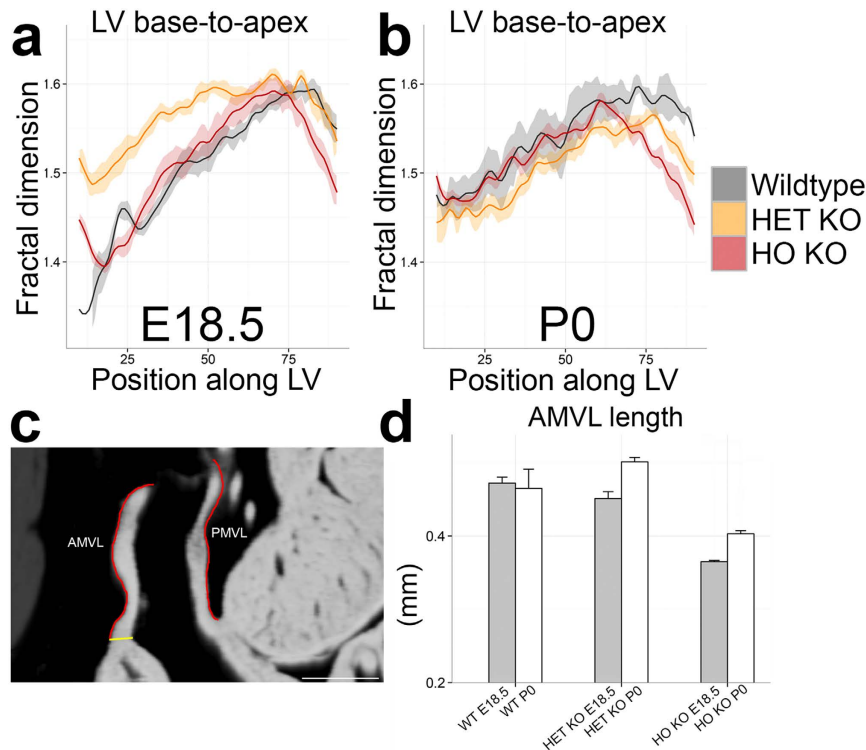 a
LV base-to-apex
Fractal dimension
1.6
1.5
1.4
E18.5
25
50
75
Position along LV
b
LV base-to-apex
Fractal dimension
1.6
1.5
1.4
P0
25
50
75
Position along LV
Wildtype
HET KO
HO KO
c
AMVL
PMVL
d
AMVL length
(mm)
0.4
0.2
WT E18.5
WT P0
HET KO E18.5
HET KO P0
HO KO E18.5
HO KO P0